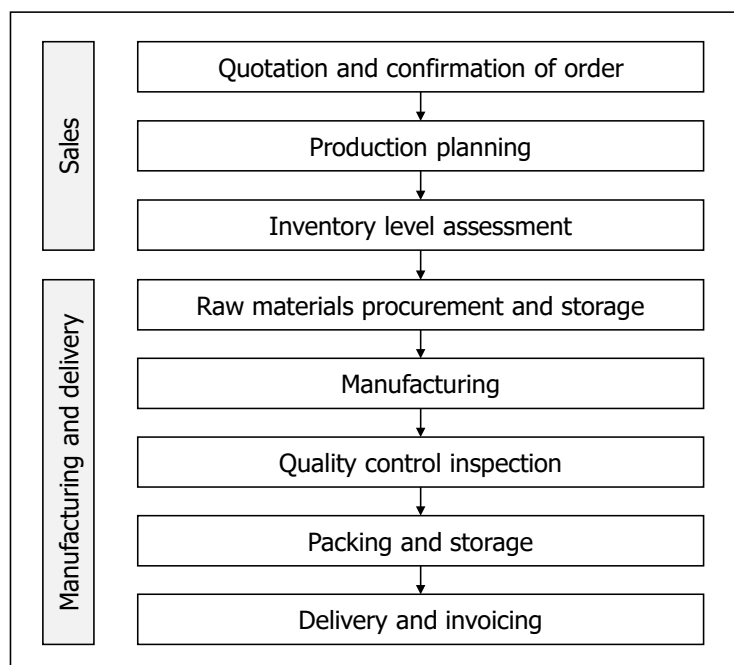 Sales
Quotation and confirmation of order
Production planning
Inventory level assessment
Manufacturing and delivery
Raw materials procurement and storage
Manufacturing
Quality control inspection
Packing and storage
Delivery and invoicing